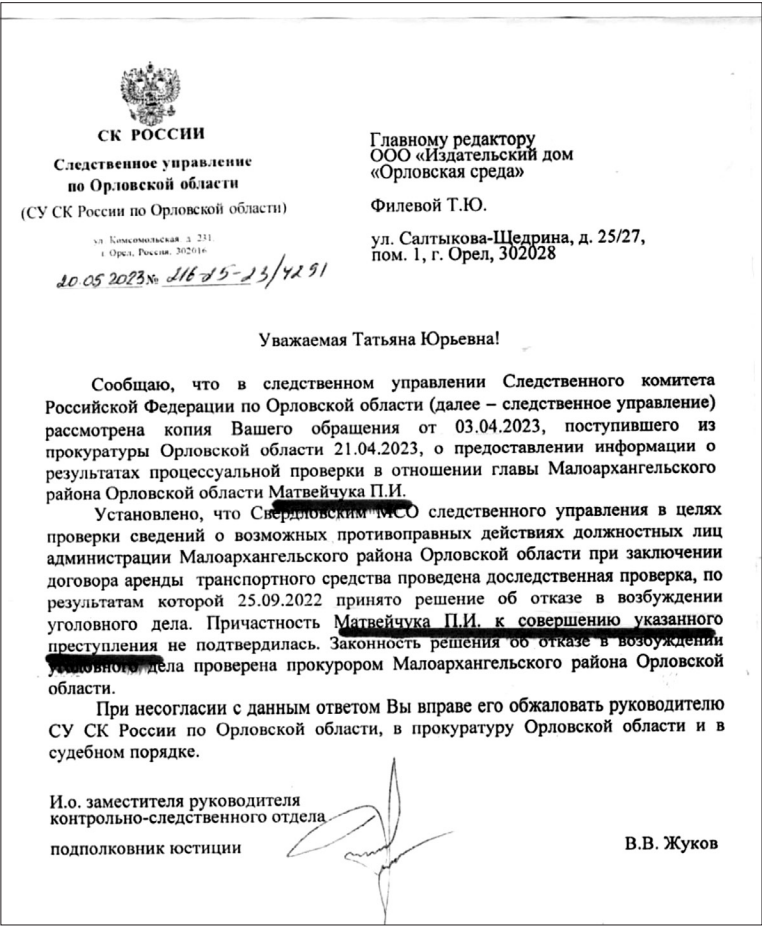 СК РОССИИ
Следственное управление
по Орловской области
(СУ СК России по Орловской области)
ул. Комсомольская, д. 231,
г. Орел, Россия, 302016
20.05 2023 № 216-25-23/4291
Главному редактору
ООО «Издательский дом
«Орловская среда»
Филевой Т.Ю.
ул. Салтыкова-Щедрина, д. 25/27,
пом. 1, г. Орел, 302028
Уважаемая Татьяна Юрьевна!
Сообщаю, что в следственном управлении Следственного комитета
Российской Федерации по Орловской области (далее – следственное управление)
рассмотрена копия Вашего обращения от 03.04.2023, поступившего из
прокуратуры Орловской области 21.04.2023, о предоставлении информации о
результатах процессуальной проверки в отношении главы Малоархангельского
района Орловской области Матвейчука П.И.
Установлено, что Свердловским МСО следственного управления в целях
проверки сведений о возможных противоправных действиях должностных лиц
администрации Малоархангельского района Орловской области при заключении
договора аренды транспортного средства проведена доследственная проверка, по
результатам которой 25.09.2022 принято решение об отказе в возбуждении
уголовного дела. Причастность Матвейчука П.И. к совершению указанного
преступления не подтвердилась. Законность решения об отказе в возбуждении
уголовного дела проверена прокурором Малоархангельского района Орловской
области.
При несогласии с данным ответом Вы вправе его обжаловать руководителю
СУ СК России по Орловской области, в прокуратуру Орловской области и в
судебном порядке.
И.о. заместителя руководителя
контрольно-следственного отдела
подполковник юстиции
В.В. Жуков